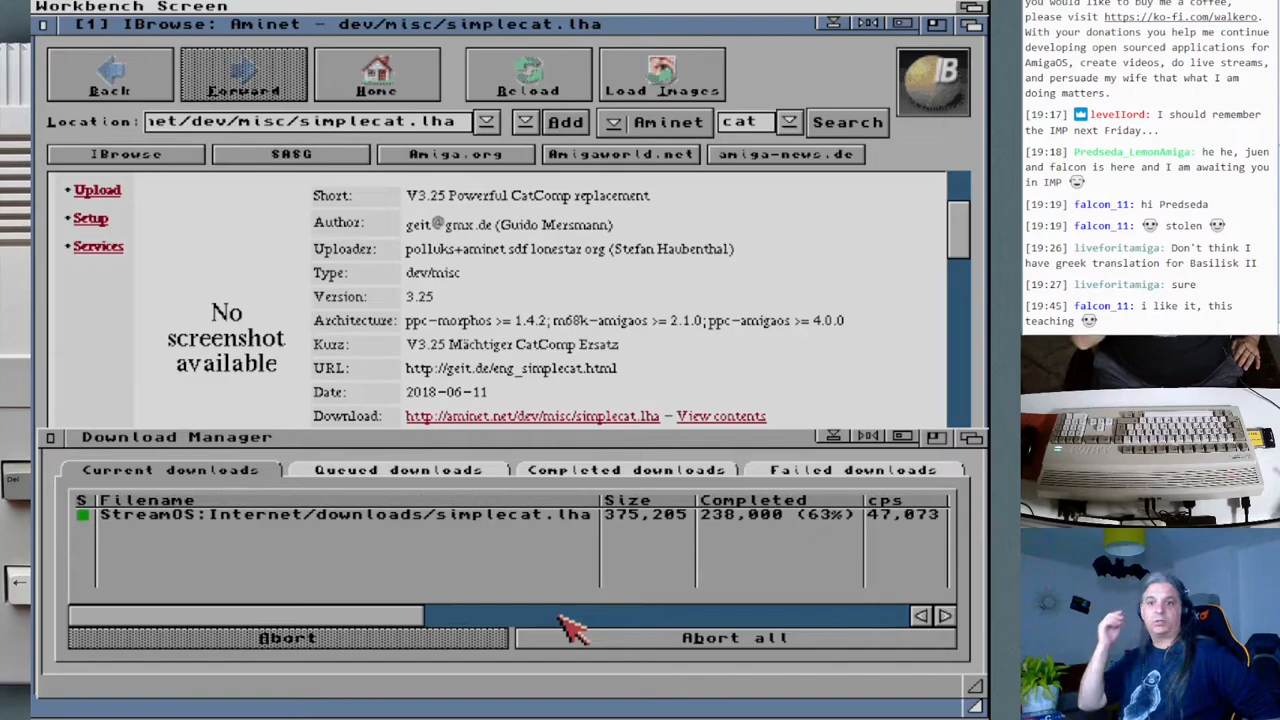 Workbench Screen
[1] IBrowse: Aminet - dev/misc/simplecat.lha
Back
Forward
Home
Reload
Load Images
IB
Location:
net/dev/misc/simplecat.lha
Add
Aminet
cat
Search
IBrowse
SASG
Amiga.org
Amigaworld.net
amiga-news.de
Upload
Setup
Services
No
screenshot
available
Short: V3.25 Powerful CatComp replacement
Author: geit@gmx.de (Guido Mersmann)
Uploader: polluks+aminet sdf lonestar org (Stefan Haubenthal)
Type: dev/misc
Version: 3.25
Architecture: ppc-morphos >= 1.4.2; m68k-amigaos >= 2.1.0; ppc-amigaos >= 4.0.0
Kurz: V3.25 Mächtiger CatComp Ersatz
URL: http://geit.de/eng_simplecat.html
Date: 2018-06-11
Download: http://aminet.net/dev/misc/simplecat.lha - View contents
Download Manager
Current downloads
Queued downloads
Completed downloads
Failed downloads
S Filename Size Completed cps
StreamOS:Internet/downloads/simplecat.lha 375,205 238,000 (63%) 47,073
Abort
Abort all
you would like to buy me a coffee,
please visit https://ko-fi.com/walkero.
With your donations you help me continue
developing open sourced applications for
AmigaOS, create videos, do live streams,
and persuade my wife that what I am
doing matters.
[19:17] leveIIord: I should remember
the IMP next Friday...
[19:18] Predseda_LemonAmiga: he he, juen
and falcon is here and I am awaiting you
in IMP
[19:19] falcon_11: hi Predseda
[19:19] falcon_11: stolen
[19:26] liveforitamiga: Don't think I
have greek translation for Basilisk II
[19:27] liveforitamiga: sure
[19:45] falcon_11: i like it, this
teaching
Del